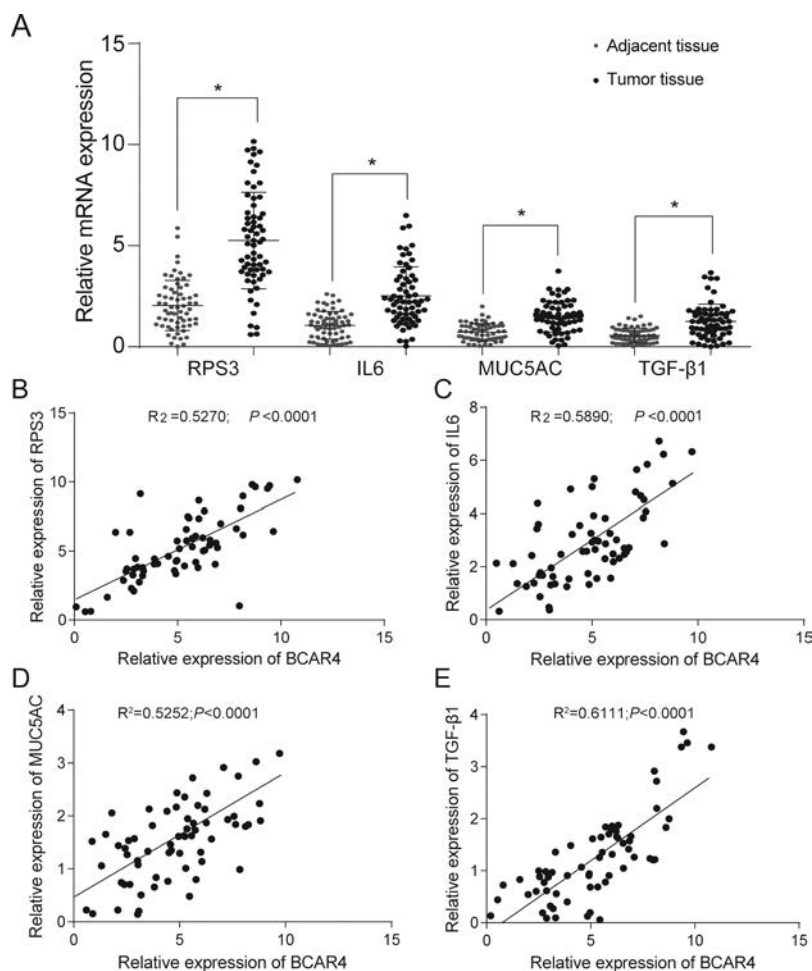 A
15
10
5
0
Relative mRNA expression
Adjacent tissue
Tumor tissue
*
*
*
*
RPS3 IL6 MUC5AC TGF-β1
B
R2=0.5270; P<0.0001
Relative expression of RPS3
15
10
5
0
0 5 10 15
Relative expression of BCAR4
C
R2=0.5890; P<0.0001
Relative expression of IL6
8
6
4
2
0
0 5 10 15
Relative expression of BCAR4
D
R²=0.5252;P<0.0001
Relative expression of MUC5AC
4
3
2
1
0
0 5 10 15
Relative expression of BCAR4
E
R²=0.6111;P<0.0001
Relative expression of TGF-β1
4
3
2
1
0
0 5 10 15
Relative expression of BCAR4